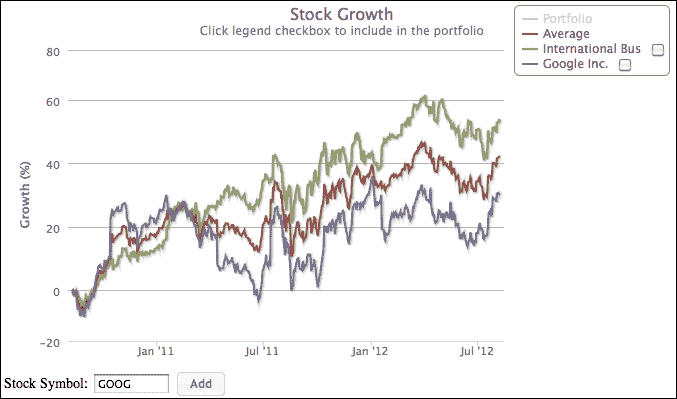 Stock Growth
Click legend checkbox to include in the portfolio
Portfolio
Average
International Bus
Google Inc.
80
60
40
20
0
-20
Growth (%)
Jan '11
Jul '11
Jan '12
Jul '12
Stock Symbol: GOOG Add